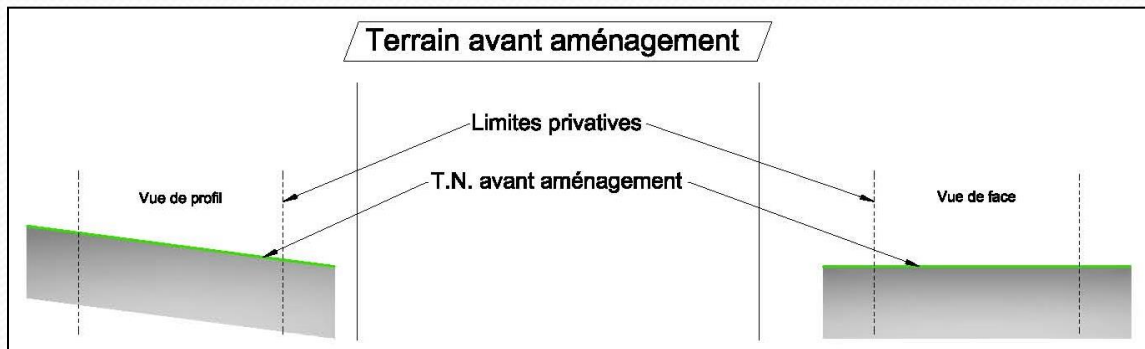 Terrain avant aménagement
Limites privatives
T.N. avant aménagement
Vue de profil
Vue de face